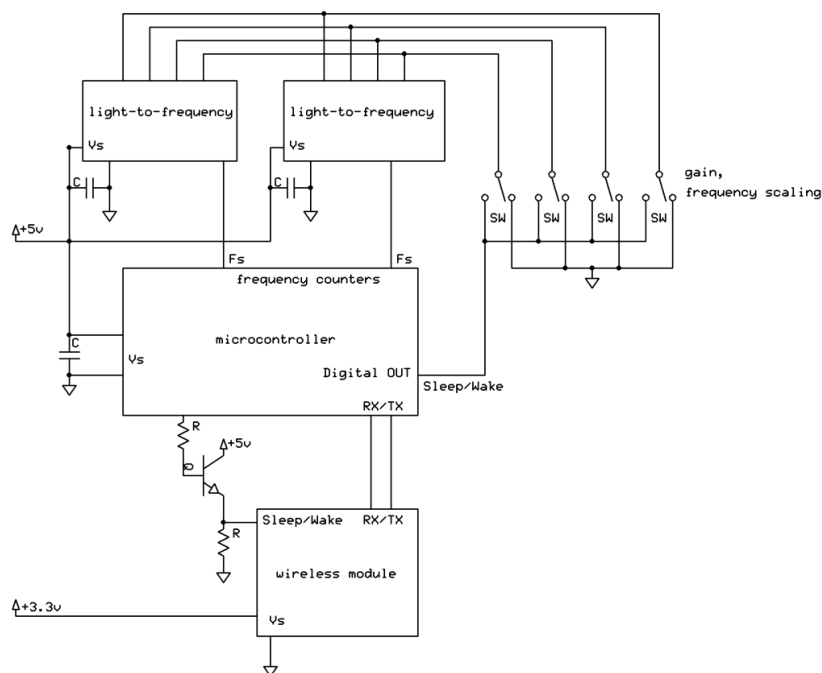 light-to-frequency
light-to-frequency
Vs
Vs
C
C
gain,
frequency scaling
SW
SW
SW
SW
+5v
Fs
Fs
frequency counters
microcontroller
C
Vs
Digital OUT
Sleep/Wake
RX/TX
R
+5v
Q
Sleep/Wake
RX/TX
R
wireless module
+3.3v
Vs